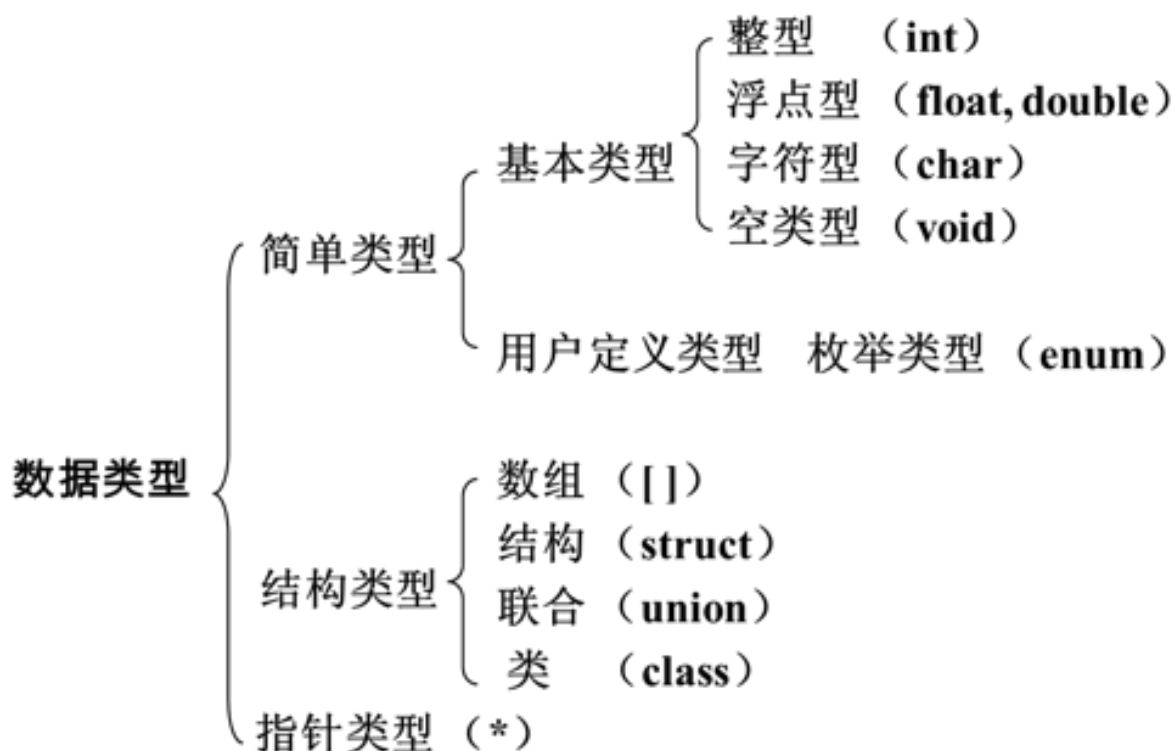 整型 （int）
浮点型（float, double）
基本类型
字符型（char）
空类型（void）
简单类型
用户定义类型 枚举类型（enum）
数据类型
数组（[ ]）
结构（struct）
结构类型
联合（union）
类 （class）
指针类型（*）